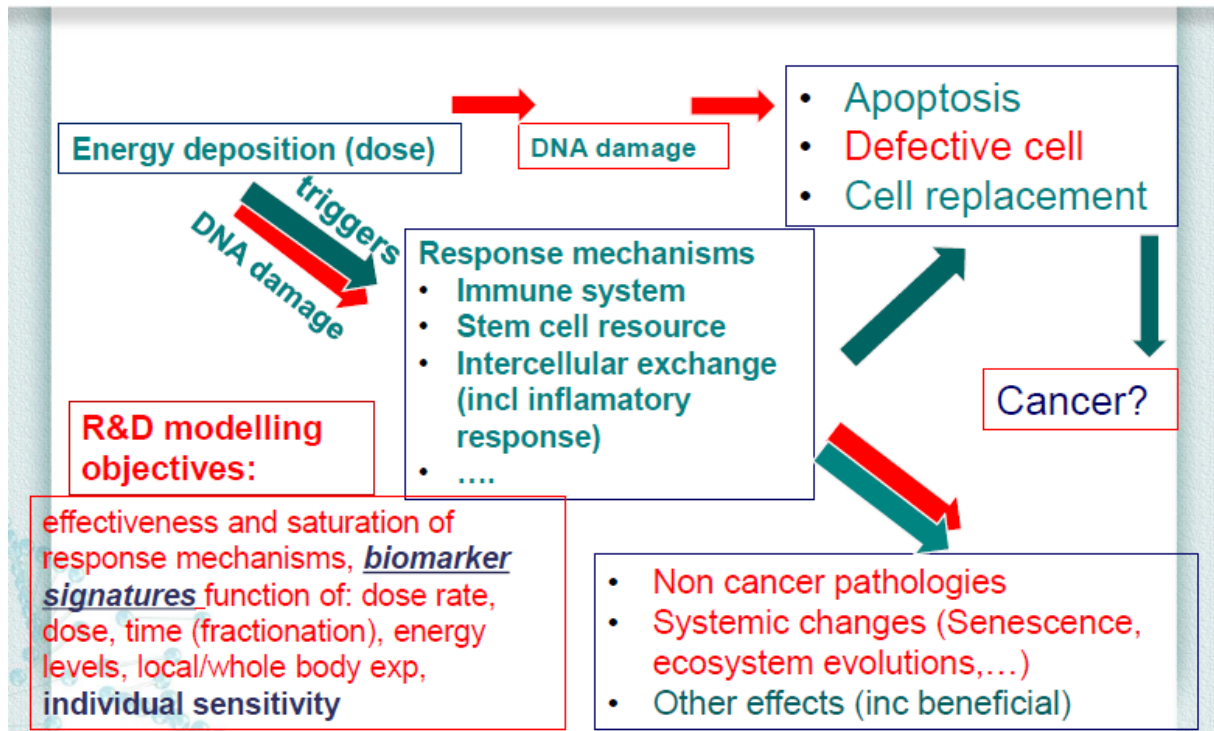 Energy deposition (dose)
DNA damage
• Apoptosis
• Defective cell
• Cell replacement
triggers
DNA damage
Response mechanisms
• Immune system
• Stem cell resource
• Intercellular exchange
(incl inflamatory
response)
• ....
Cancer?
R&D modelling
objectives:
effectiveness and saturation of
response mechanisms, biomarker
signatures function of: dose rate,
dose, time (fractionation), energy
levels, local/whole body exp,
individual sensitivity
• Non cancer pathologies
• Systemic changes (Senescence,
ecosystem evolutions,...)
• Other effects (inc beneficial)